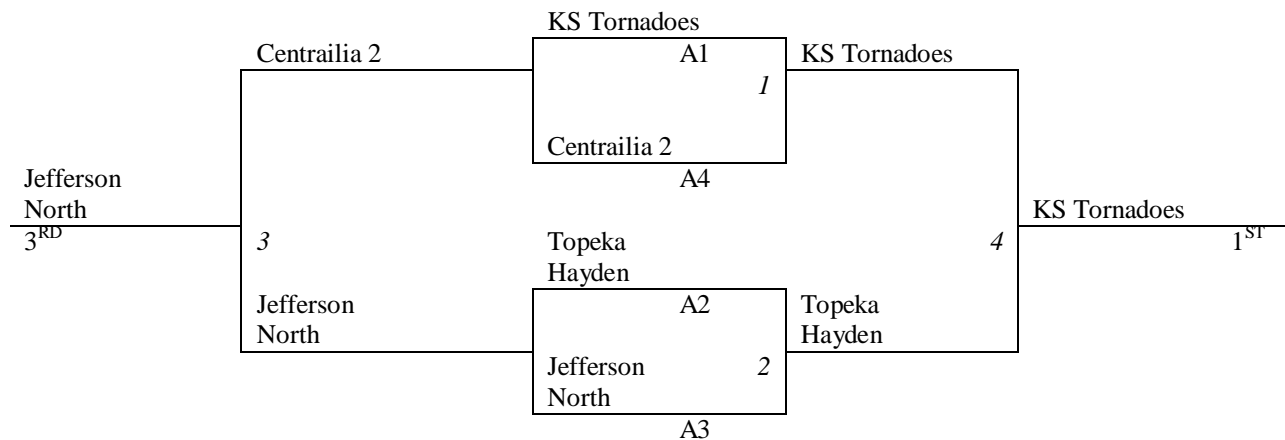 KS Tornadoes
Centrailia 2
A1
KS Tornadoes
1
Centrailia 2
A4
Jefferson
North
KS Tornadoes
3RD
3
Topeka
Hayden
4
1ST
Jefferson
North
A2
Topeka
Hayden
Jefferson
North
2
A3